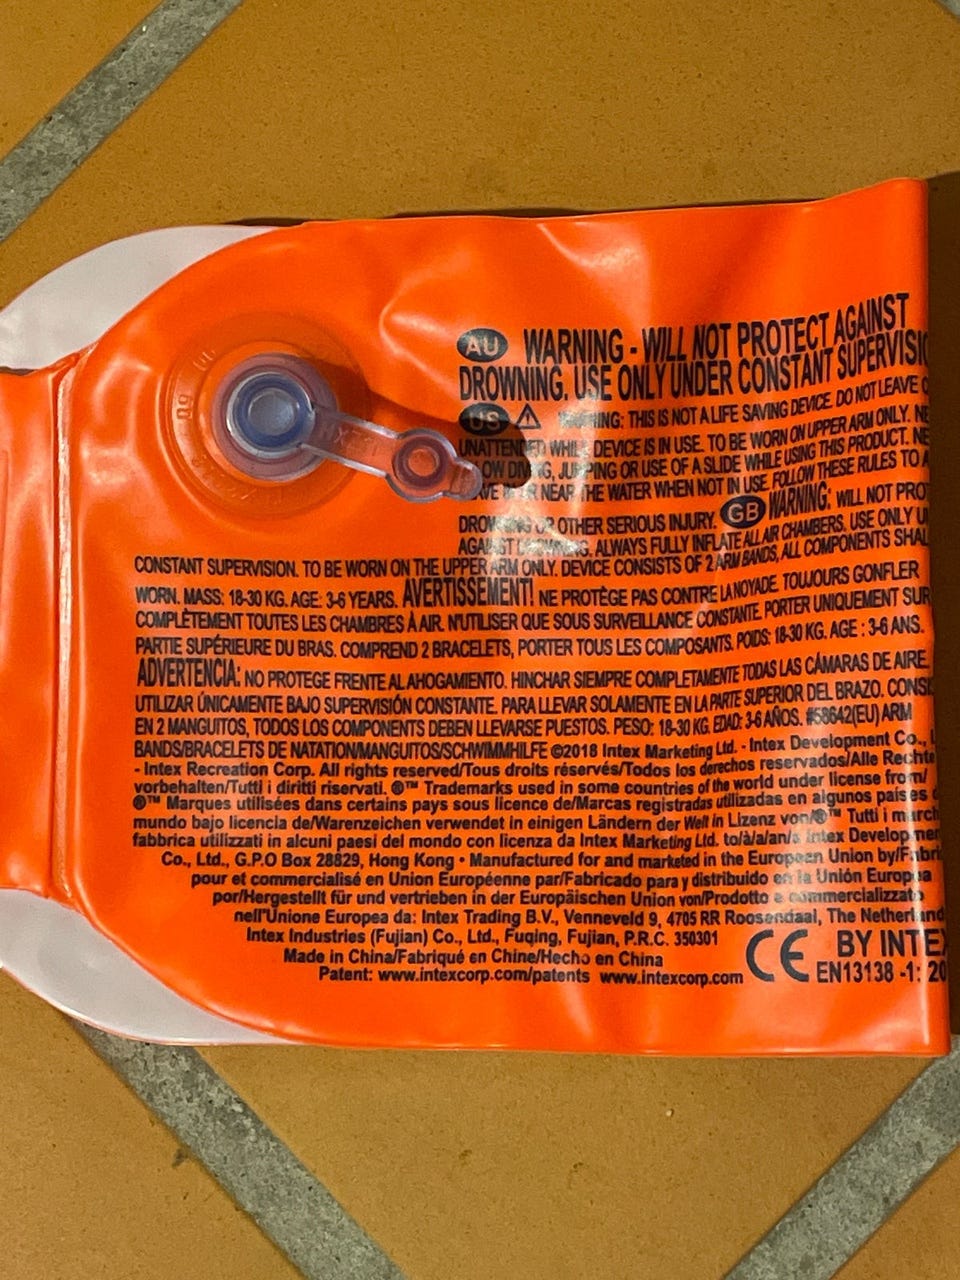 AU WARNING - WILL NOT PROTECT AGAINST
DROWNING. USE ONLY UNDER CONSTANT
US WARNING: THIS IS NOT A LIFE SAVING DEVICE. DO NOT LEAVE
UNATTENDED WHILE DEVICE IS IN USE. TO BE WORN ON UPPER ARM ONLY.
DIVING, JUMPING OR USE OF A SLIDE WHILE USING THIS PRODUCT.
NEAR THE WATER WHEN NOT IN USE. FOLLOW THESE RULES TO
OR OTHER SERIOUS INJURY. GB WARNING: WILL NOT
ALWAYS FULLY INFLATE ALL AIR CHAMBERS. USE ONLY
CONSTANT SUPERVISION. TO BE WORN ON THE UPPER ARM ONLY. DEVICE CONSISTS OF 2 ARM BANDS, ALL COMPONENTS
WORN. MASS: 18-30 KG. AGE: 3-6 YEARS. AVERTISSEMENT! NE PROTÈGE PAS CONTRE LA NOYADE. TOUJOURS GONFLER
COMPLÈTEMENT TOUTES LES CHAMBRES À AIR. N'UTILISER QUE SOUS SURVEILLANCE CONSTANTE. PORTER UNIQUEMENT SUR
PARTIE SUPÉRIEURE DU BRAS. COMPREND 2 BRACELETS, PORTER TOUS LES COMPOSANTS. POIDS: 18-30 KG. AGE : 3-6 ANS.
ADVERTENCIA: NO PROTEGE FRENTE AL AHOGAMIENTO. HINCHAR SIEMPRE COMPLETAMENTE TODAS LAS CÁMARAS DE AIRE.
UTILIZAR ÚNICAMENTE BAJO SUPERVISIÓN CONSTANTE. PARA LLEVAR SOLAMENTE EN LA PARTE SUPERIOR DEL BRAZO.
EN 2 MANGUITOS, TODOS LOS COMPONENTS DEBEN LLEVARSE PUESTOS. PESO: 18-30 KG. EDAD: 3-6 AÑOS. #58642(EU) ARM
BANDS/BRACELETS DE NATATION/MANGUITOS/SCHWIMMHILFE ©2018 Intex Marketing Ltd. - Intex Development Co.,
- Intex Recreation Corp. All rights reserved/Tous droits réservés/Todos los derechos reservados/Alle Rechte
vorbehalten/Tutti i diritti riservati. ®™ Trademarks used in some countries of the world under license from/
®™ Marques utilisées dans certains pays sous licence de/Marcas registradas utilizadas en algunos países
mundo bajo licencia de/Warenzeichen verwendet in einigen Ländern der Welt in Lizenz von/®™ Tutti i
fabbrica utilizzati in alcuni paesi del mondo con licenza da Intex Marketing Ltd. to/à/a/an/a Intex
Co., Ltd., G.P.O Box 28829, Hong Kong • Manufactured for and marketed in the European Union by/
pour et commercialisé en Union Européenne par/Fabricado para y distribuido en la Unión Europea
por/Hergestellt für und vertrieben in der Europäischen Union von/Prodotto e commercializzato
nell'Unione Europea da: Intex Trading B.V., Venneveld 9, 4705 RR Roosendaal, The
Intex Industries (Fujian) Co., Ltd., Fuqing, Fujian, P.R.C. 350301
Made in China/Fabriqué en Chine/Hecho en China
Patent: www.intexcorp.com/patents www.intexcorp.com
CE BY INTEX
EN13138 -1: